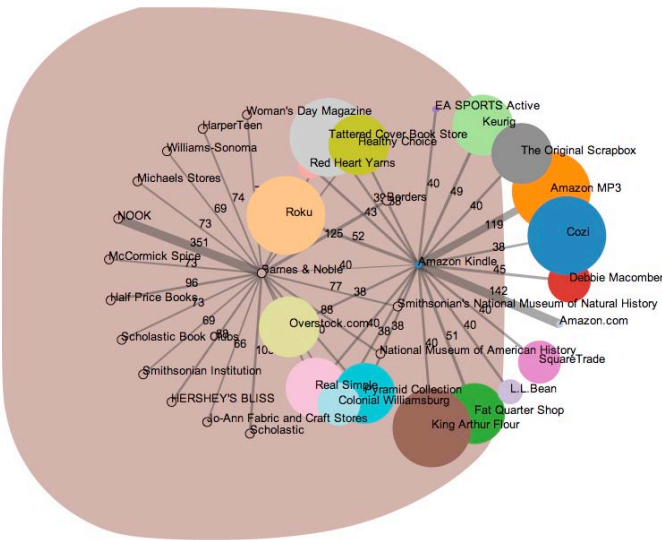 EA SPORTS Active
Woman's Day Magazine
Keurig
HarperTeen
Tattered Cover Book Store
Healthy Choice
Williams-Sonoma
The Original Scrapbox
Red Heart Yarns
Michaels Stores
40
49
Amazon MP3
74
Borders
69
43
40
NOOK
Roku
73
119
125
52
Cozi
351
38
McCormick Spice
73
Barnes & Noble
40
Amazon Kindle
45
Debbie Macomber
96
77
38
142
Half Price Books
73
Smithsonian's National Museum of Natural History
40
69
88
Overstock.com
40
38
38
40
Amazon.com
Scholastic Book Clubs
66
40
51
National Museum of American History
SquareTrade
Smithsonian Institution
Real Simple
Pyramid Collection
L.L.Bean
HERSHEY'S BLISS
Colonial Williamsburg
Fat Quarter Shop
Jo-Ann Fabric and Craft Stores
King Arthur Flour
Scholastic